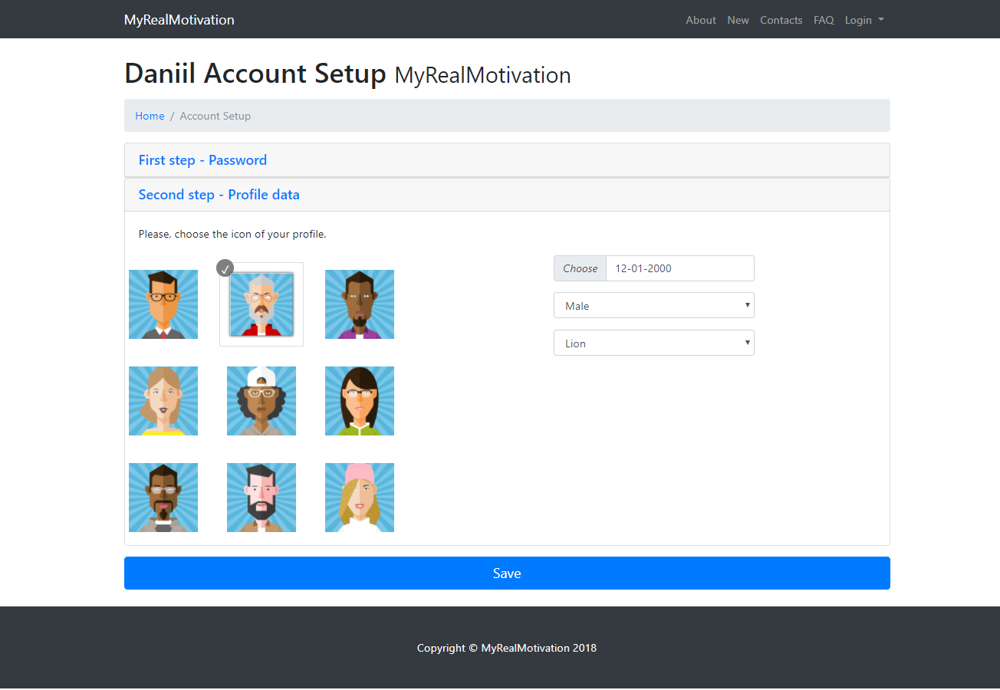 MyRealMotivation About New Contacts FAQ Login
Daniil Account Setup MyRealMotivation
Home / Account Setup
First step - Password
Second step - Profile data
Please, choose the icon of your profile.
Choose 12-01-2000
Male
Lion
Save
Copyright © MyRealMotivation 2018